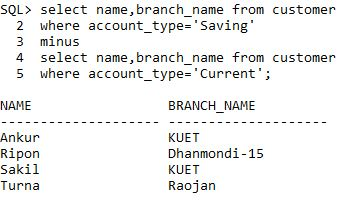 SQL> select name,branch_name from customer
  2  where account_type='Saving'
  3  minus
  4  select name,branch_name from customer
  5  where account_type='Current';
NAME                 BRANCH_NAME
-------------------- --------------------
Ankur                KUET
Ripon                Dhanmondi-15
Sakil                KUET
Turna                Raojan